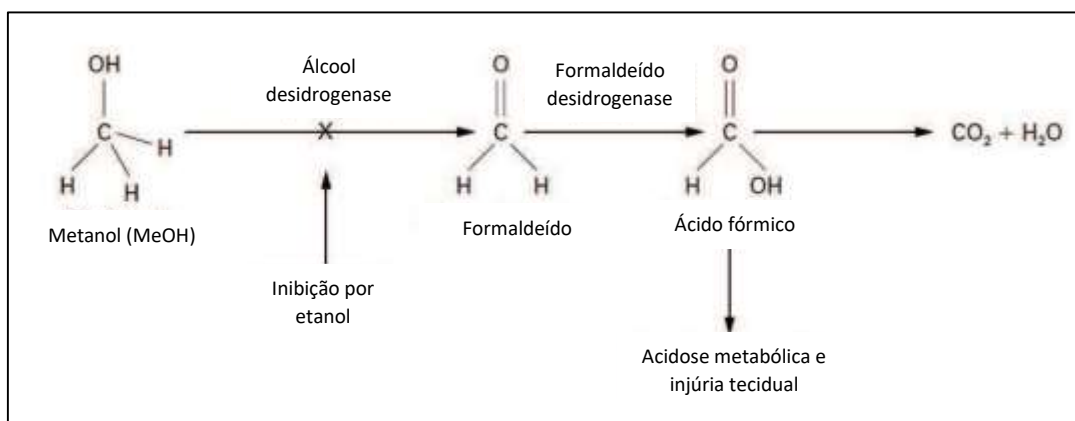 OH
C
H
H
H
Metanol (MeOH)
Álcool
desidrogenase
X
Inibição por
etanol
O
C
H
H
Formaldeído
Formaldeído
desidrogenase
O
C
H
OH
Ácido fórmico
Acidose metabólica e
injúria tecidual
CO₂ + H₂O